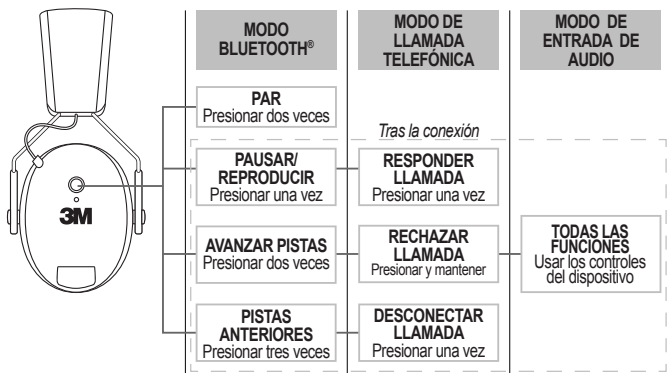 MODO
BLUETOOTH®
MODO DE
LLAMADA
TELEFÓNICA
MODO DE
ENTRADA DE
AUDIO
PAR
Presionar dos veces
Tras la conexión
PAUSAR/
REPRODUCIR
Presionar una vez
RESPONDER
LLAMADA
Presionar una vez
3M
AVANZAR PISTAS
Presionar dos veces
RECHAZAR
LLAMADA
Presionar y mantener
TODAS LAS
FUNCIONES
Usar los controles
del dispositivo
PISTAS
ANTERIORES
Presionar tres veces
DESCONECTAR
LLAMADA
Presionar una vez